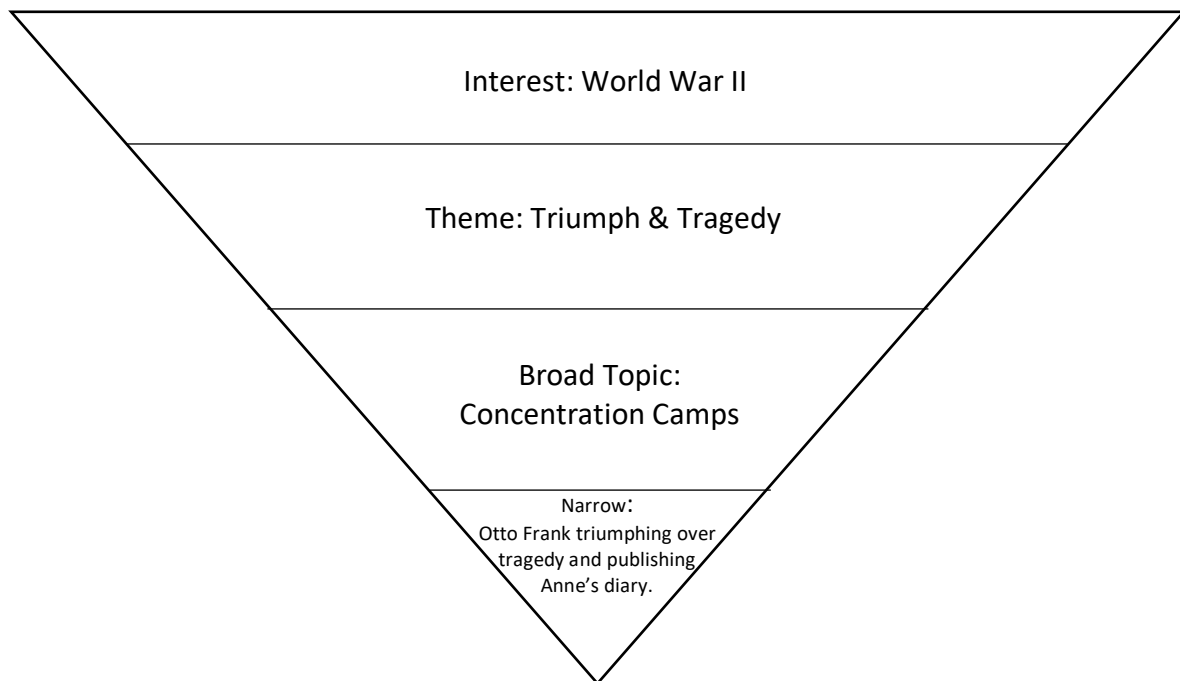 Interest: World War II
Theme: Triumph & Tragedy
Broad Topic:
Concentration Camps
Narrow:
Otto Frank triumphing over
tragedy and publishing
Anne’s diary.